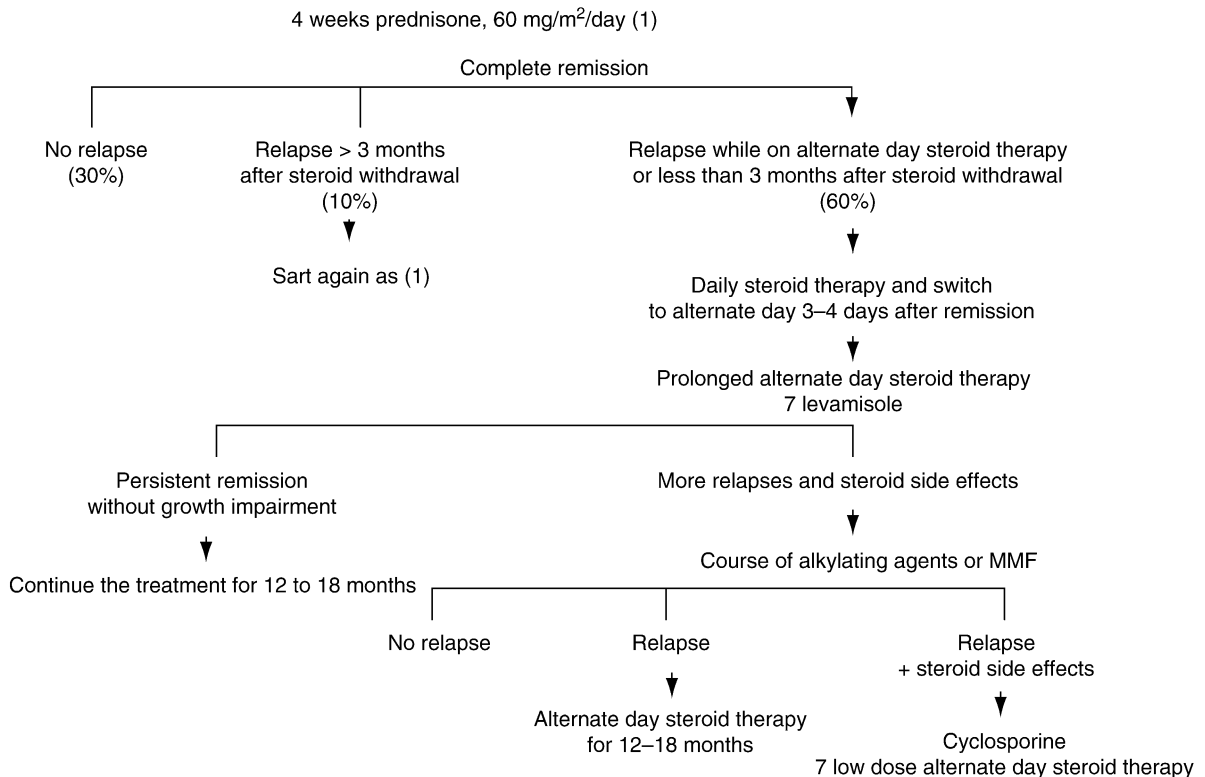 4 weeks prednisone, 60 mg/m²/day (1)
Complete remission
No relapse
(30%)
Relapse > 3 months
after steroid withdrawal
(10%)
Relapse while on alternate day steroid therapy
or less than 3 months after steroid withdrawal
(60%)
Sart again as (1)
Daily steroid therapy and switch
to alternate day 3–4 days after remission
Prolonged alternate day steroid therapy
7 levamisole
Persistent remission
without growth impairment
More relapses and steroid side effects
Continue the treatment for 12 to 18 months
Course of alkylating agents or MMF
No relapse
Relapse
Relapse
+ steroid side effects
Alternate day steroid therapy
for 12–18 months
Cyclosporine
7 low dose alternate day steroid therapy